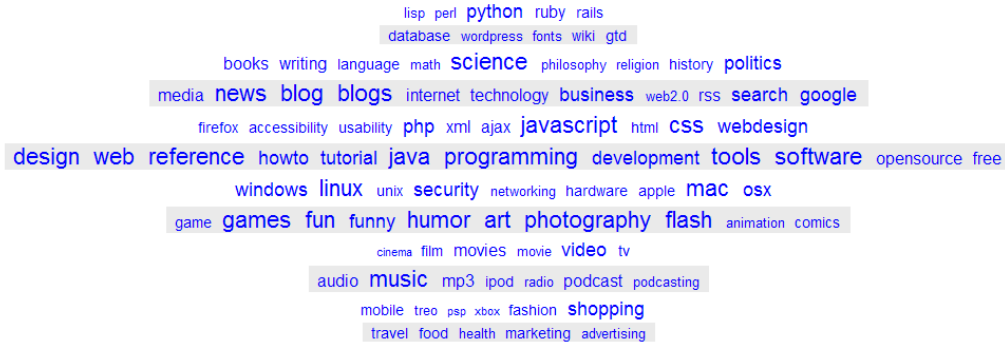 lisp perl python ruby rails
database wordpress fonts wiki gtd
books writing language math science philosophy religion history politics
media news blog blogs internet technology business web2.0 rss search google
firefox accessibility usability php xml ajax javascript html css webdesign
design web reference howto tutorial java programming development tools software opensource free
windows linux unix security networking hardware apple mac osx
game games fun funny humor art photography flash animation comics
cinema film movies movie video tv
audio music mp3 ipod radio podcast podcasting
mobile treo psp xbox fashion shopping
travel food health marketing advertising